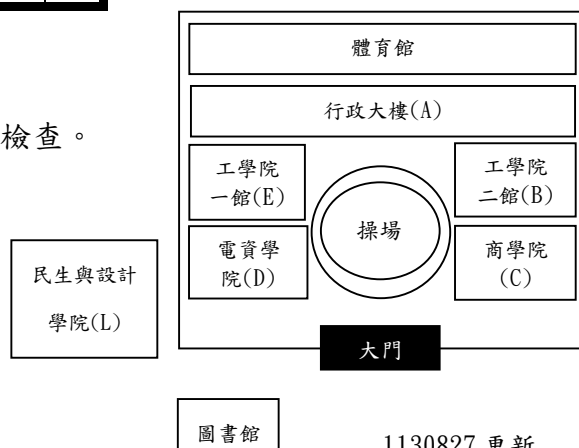 體育館
行政大樓(A)
檢查。
工學院
一館(E)
工學院
二館(B)
操場
電資學
院(D)
商學院
(C)
民生與設計
學院(L)
大門
圖書館
1130827 更新